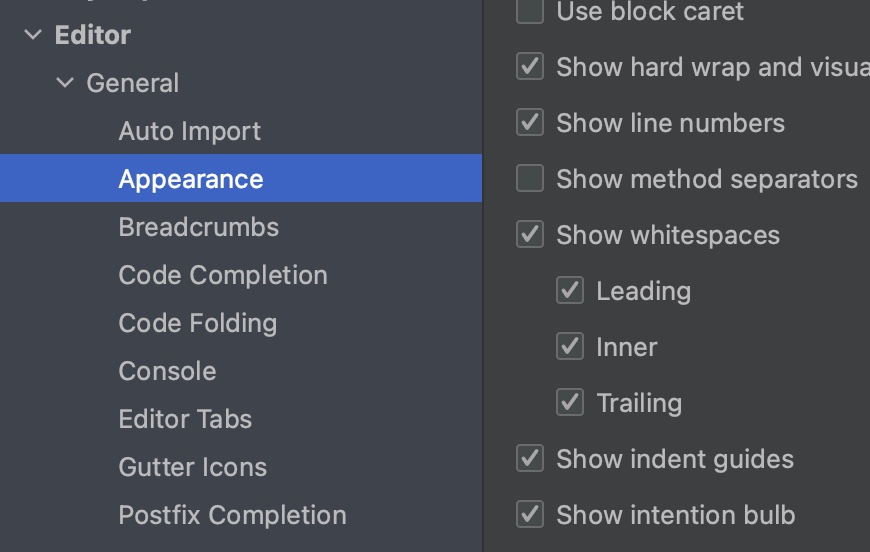 Editor
General
Auto Import
Appearance
Breadcrumbs
Code Completion
Code Folding
Console
Editor Tabs
Gutter Icons
Postfix Completion
Use block caret
Show hard wrap and visua
Show line numbers
Show method separators
Show whitespaces
Leading
Inner
Trailing
Show indent guides
Show intention bulb